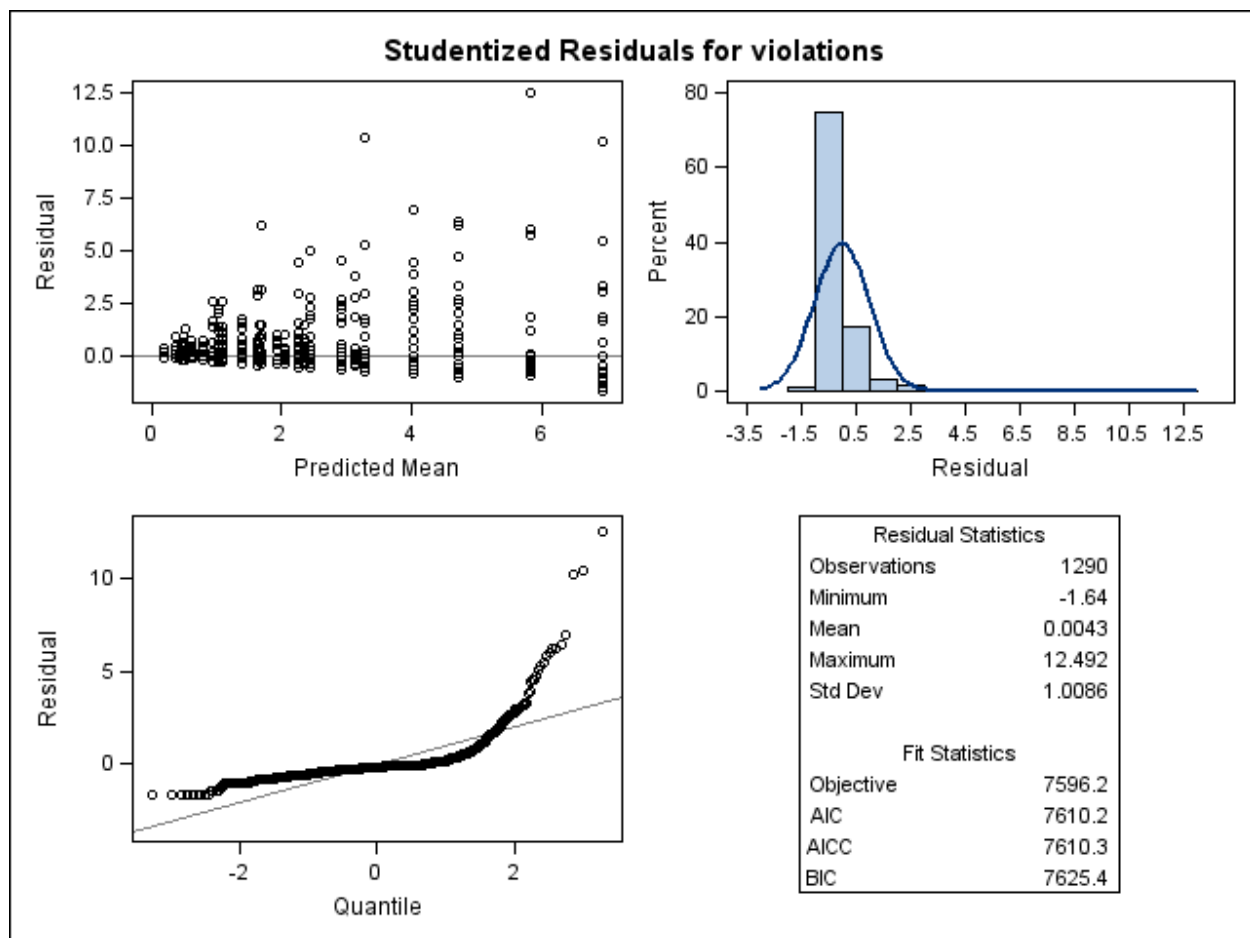 Studentized Residuals for violations
12.5
10.0
7.5
5.0
2.5
0.0
Residual
0 2 4 6
Predicted Mean
80
60
40
20
0
Percent
-3.5 -1.5 0.5 2.5 4.5 6.5 8.5 10.5 12.5
Residual
10
5
0
Residual
-2 0 2
Quantile
Residual Statistics
Observations 1290
Minimum -1.64
Mean 0.0043
Maximum 12.492
Std Dev 1.0086
Fit Statistics
Objective 7596.2
AIC 7610.2
AICC 7610.3
BIC 7625.4